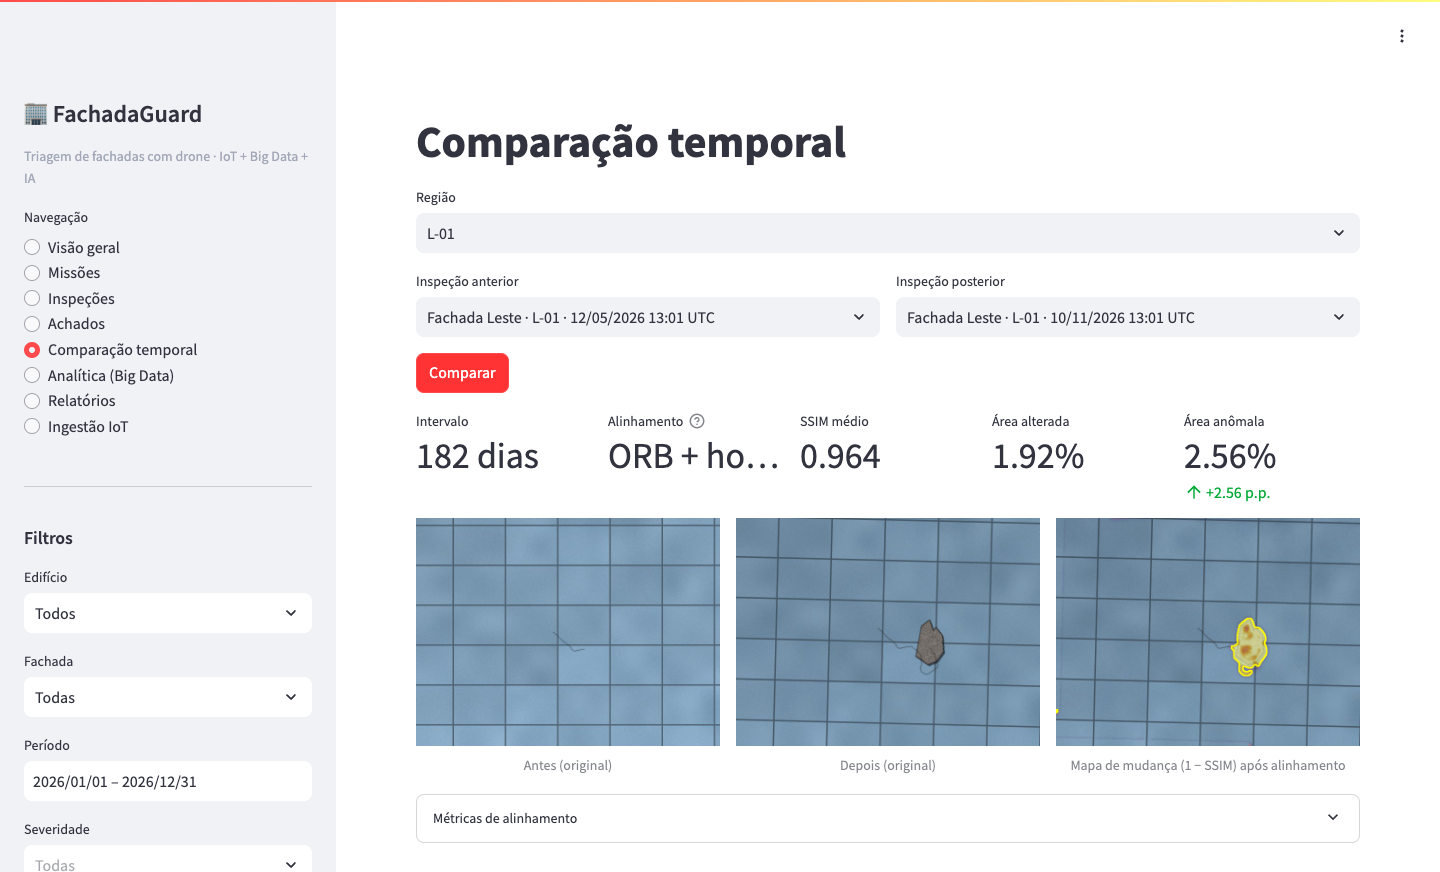 FachadaGuard
Triagem de fachadas com drone · IoT + Big Data +
IA
Navegação
Visão geral
Missões
Inspeções
Achados
Comparação temporal
Analítica (Big Data)
Relatórios
Ingestão IoT
Filtros
Edifício
Todos
Fachada
Todas
Período
2026/01/01 – 2026/12/31
Severidade
Todas
Comparação temporal
Região
L-01
Inspeção anterior
Inspeção posterior
Fachada Leste · L-01 · 12/05/2026 13:01 UTC
Fachada Leste · L-01 · 10/11/2026 13:01 UTC
Comparar
Intervalo
Alinhamento
SSIM médio
Área alterada
Área anômala
182 dias
ORB + ho…
0.964
1.92%
2.56%
+2.56 p.p.
Antes (original)
Depois (original)
Mapa de mudança (1 − SSIM) após alinhamento
Métricas de alinhamento